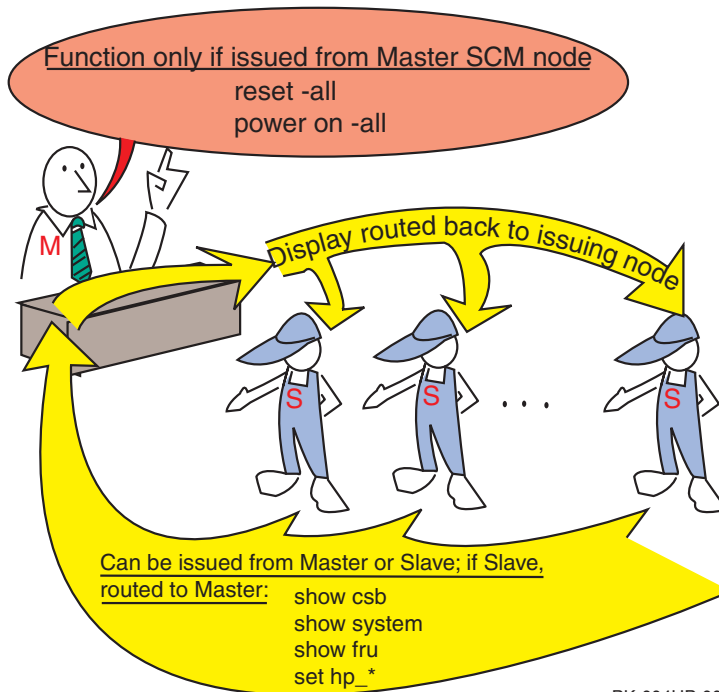 Function only if issued from Master SCM node
reset -all
power on -all
M
Display routed back to issuing node
S
S
. . .
S
Can be issued from Master or Slave; if Slave,
routed to Master:
show csb
show system
show fru
set hp_*